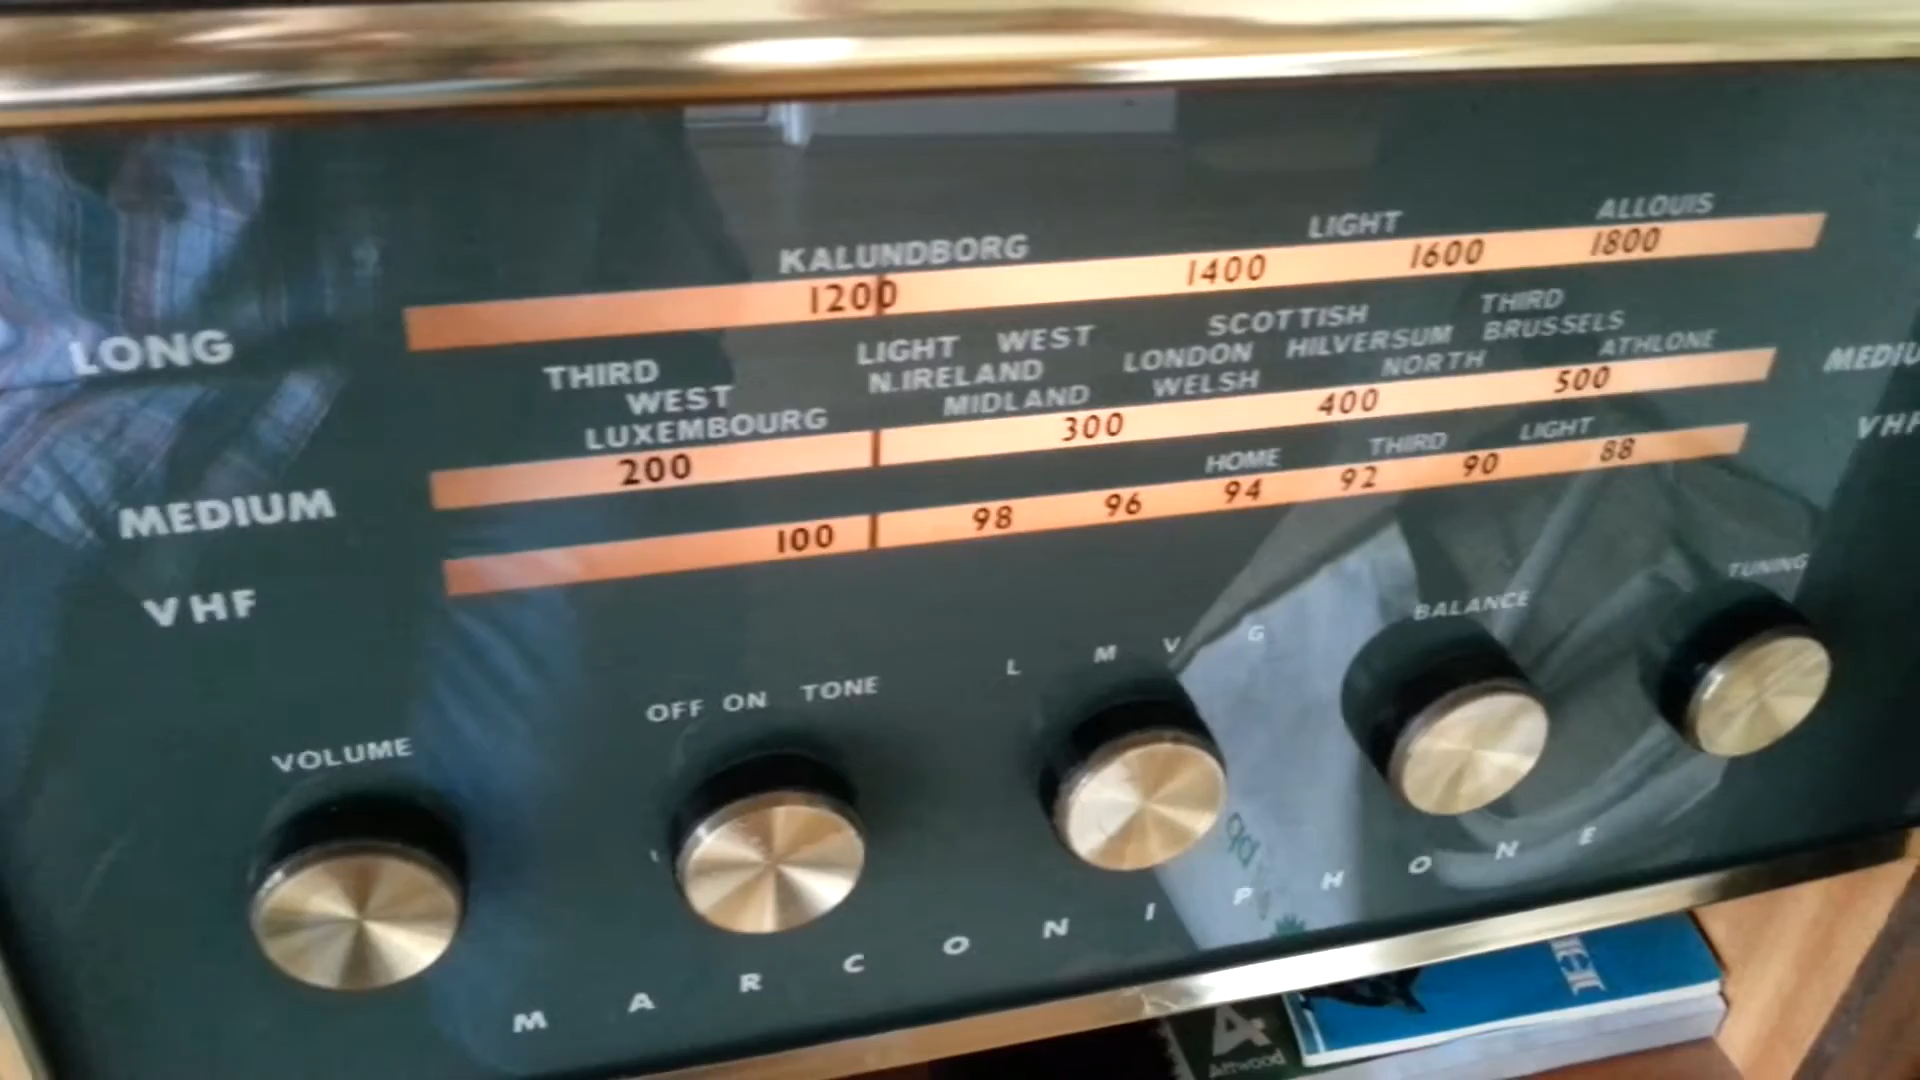 KALUNDBORG LIGHT ALLOUIS
LONG 1200 1400 1600 1800
THIRD LIGHT WEST SCOTTISH THIRD
WEST N.IRELAND LONDON HILVERSUM BRUSSELS
LUXEMBOURG MIDLAND WELSH NORTH ATHLONE
MEDIUM 200 300 400 500 MEDIU
HOME THIRD LIGHT
VHF 100 98 96 94 92 90 88 VHF
VOLUME OFF ON TONE L M V G BALANCE TUNING
MARCONIPHONE
A
Attwood